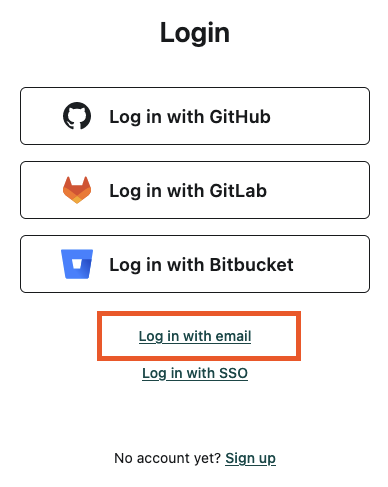 Login
Log in with GitHub
Log in with GitLab
Log in with Bitbucket
Log in with email
Log in with SSO
No account yet? Sign up